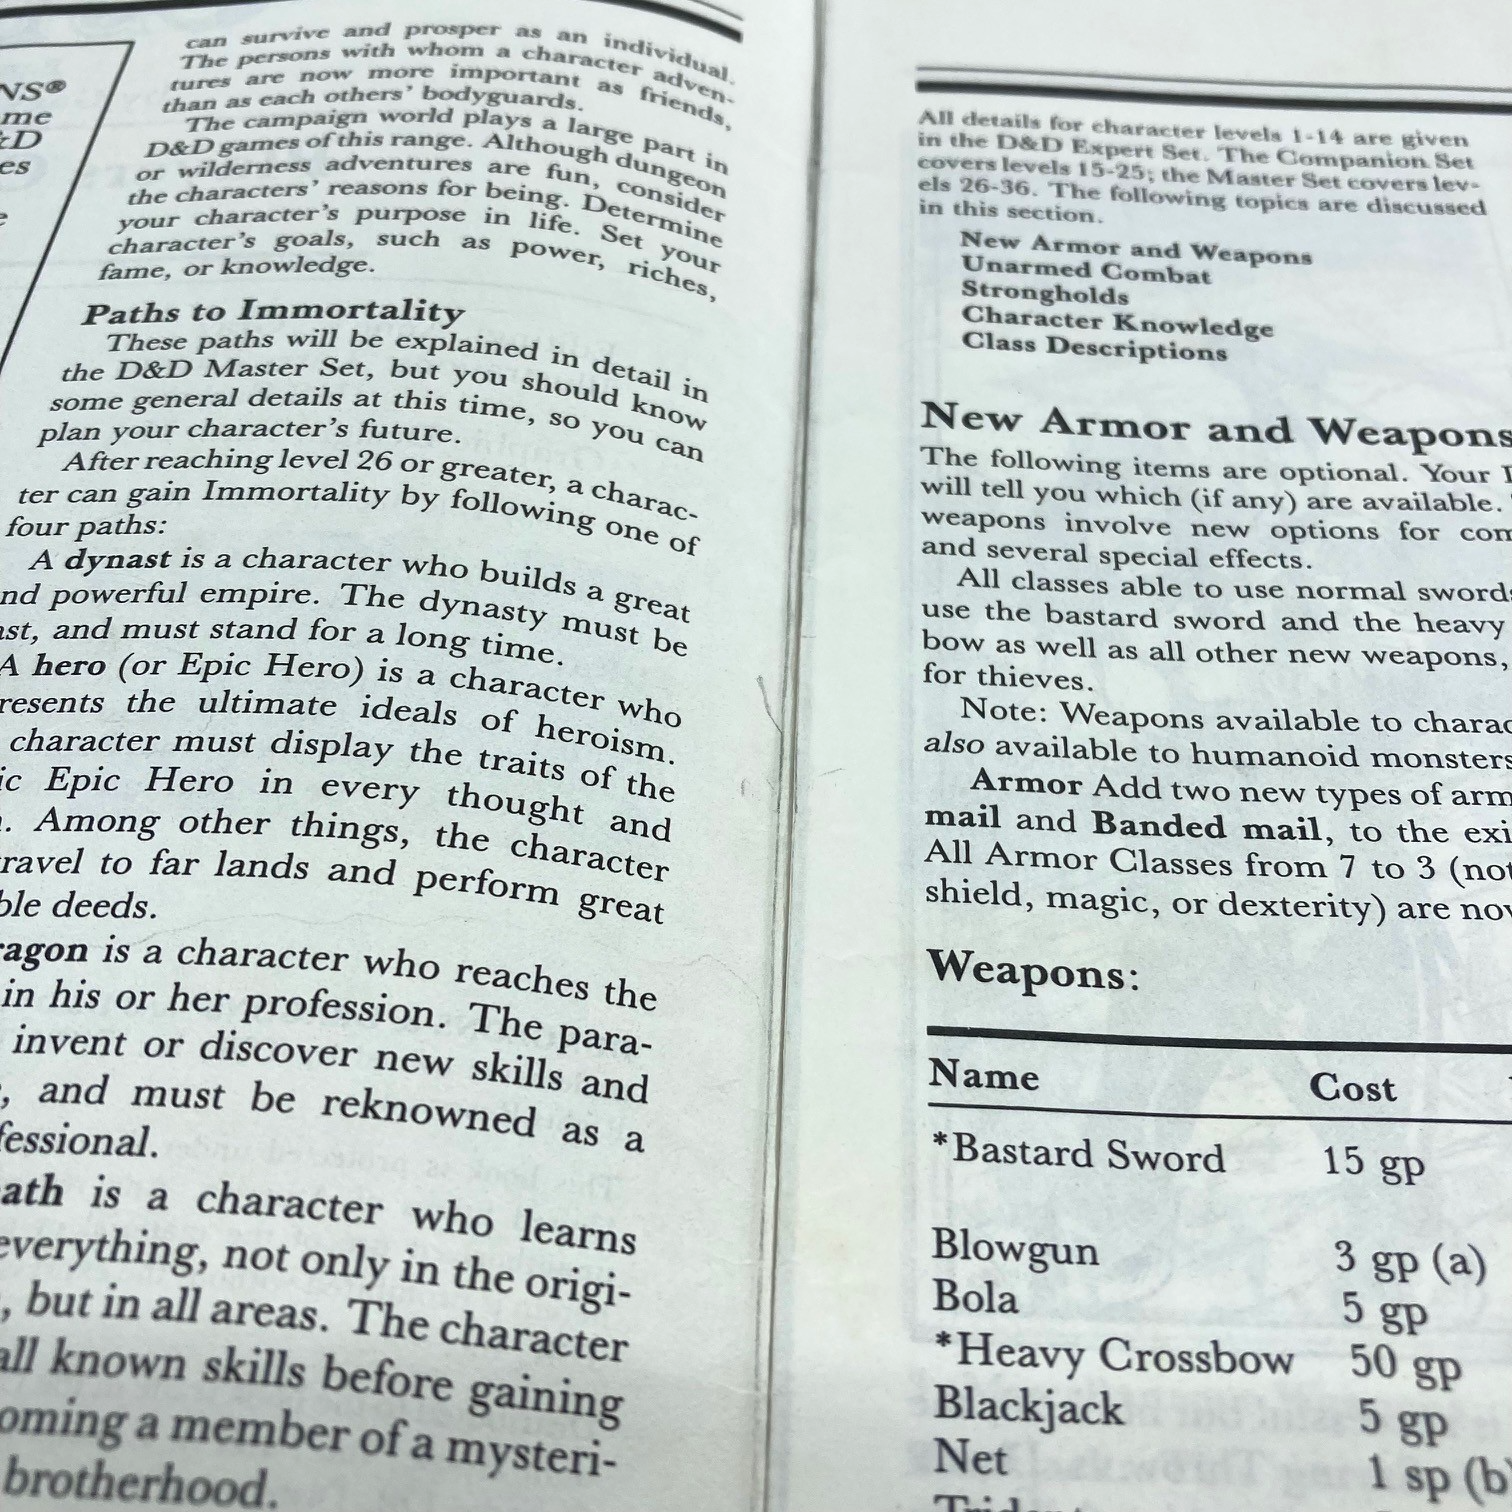 NS®
me
&D
es
can survive and prosper as an individual.
The persons with whom a character adven-
tures are now more important as friends,
than as each others' bodyguards.
The campaign world plays a large part in
D&D games of this range. Although dungeon
or wilderness adventures are fun, consider
the characters' reasons for being. Determine
your character's purpose in life. Set your
character's goals, such as power, riches,
fame, or knowledge.
Paths to Immortality
These paths will be explained in detail in
the D&D Master Set, but you should know
some general details at this time, so you can
plan your character's future.
After reaching level 26 or greater, a charac-
ter can gain Immortality by following one of
four paths:
A dynast is a character who builds a great
nd powerful empire. The dynasty must be
ast, and must stand for a long time.
A hero (or Epic Hero) is a character who
resents the ultimate ideals of heroism.
character must display the traits of the
ic Epic Hero in every thought and
. Among other things, the character
ravel to far lands and perform great
ble deeds.
ragon is a character who reaches the
in his or her profession. The para-
invent or discover new skills and
, and must be reknowned as a
fessional.
ath is a character who learns
everything, not only in the origi-
, but in all areas. The character
all known skills before gaining
oming a member of a mysteri-
brotherhood.
All details for character levels 1-14 are given
in the D&D Expert Set. The Companion Set
covers levels 15-25; the Master Set covers lev-
els 26-36. The following topics are discussed
in this section.
New Armor and Weapons
Unarmed Combat
Strongholds
Character Knowledge
Class Descriptions
New Armor and Weapons
The following items are optional. Your
will tell you which (if any) are available.
weapons involve new options for com
and several special effects.
All classes able to use normal swords
use the bastard sword and the heavy
bow as well as all other new weapons,
for thieves.
Note: Weapons available to charac
also available to humanoid monsters
Armor Add two new types of arm
mail and Banded mail, to the exi
All Armor Classes from 7 to 3 (not
shield, magic, or dexterity) are now
Weapons:
Name Cost
*Bastard Sword 15 gp
Blowgun 3 gp (a)
Bola 5 gp
*Heavy Crossbow 50 gp
Blackjack 5 gp
Net 1 sp (b)